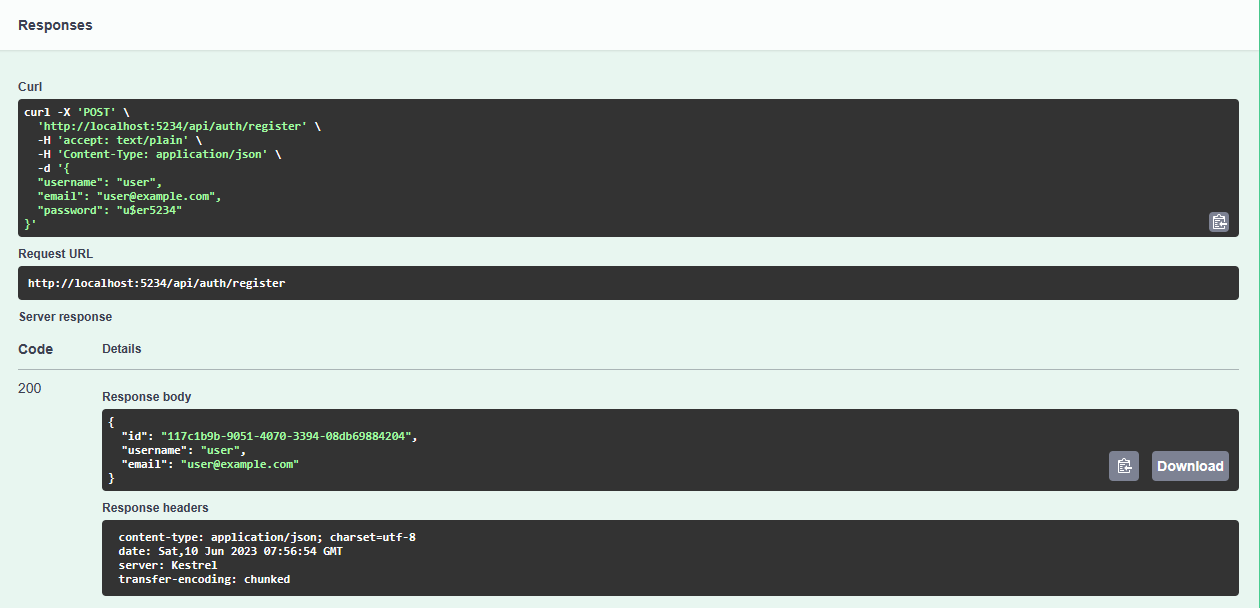 Responses
Curl
curl -X 'POST' \
  'http://localhost:5234/api/auth/register' \
  -H 'accept: text/plain' \
  -H 'Content-Type: application/json' \
  -d '{
  "username": "user",
  "email": "user@example.com",
  "password": "u$er5234"
}'
Request URL
http://localhost:5234/api/auth/register
Server response
Code Details
200
Response body
{
  "id": "117c1b9b-9051-4070-3394-08db69884204",
  "username": "user",
  "email": "user@example.com"
}
Download
Response headers
content-type: application/json; charset=utf-8
date: Sat,10 Jun 2023 07:56:54 GMT
server: Kestrel
transfer-encoding: chunked